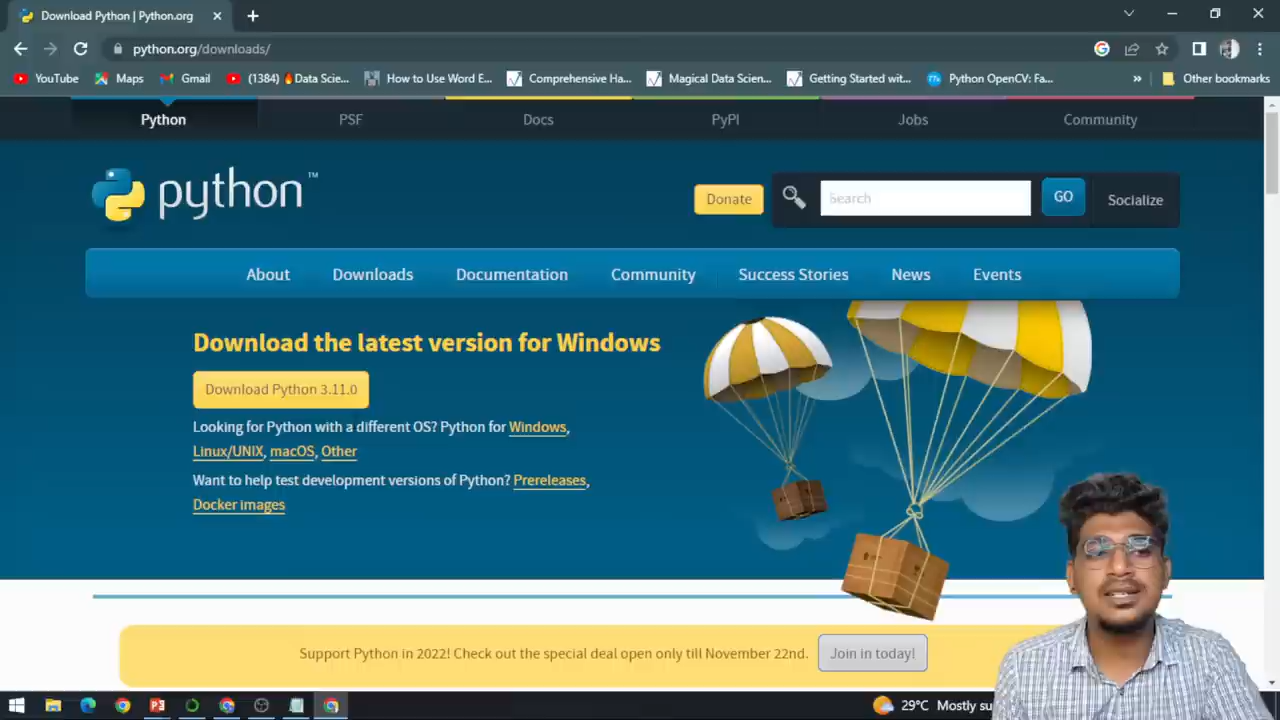 Download Python | Python.org
python.org/downloads/
YouTube
Maps
Gmail
(1384) 🔥Data Scie...
How to Use Word E...
Comprehensive Ha...
Magical Data Scien...
Getting Started with...
Python OpenCV: Fa...
»
Other bookmarks
Python
PSF
Docs
PyPI
Jobs
Community
python™
Donate
Search
GO
Socialize
About
Downloads
Documentation
Community
Success Stories
News
Events
Download the latest version for Windows
Download Python 3.11.0
Looking for Python with a different OS? Python for Windows,
Linux/UNIX, macOS, Other
Want to help test development versions of Python? Prereleases,
Docker images
Support Python in 2022! Check out the special deal open only till November 22nd.
Join in today!
29°C Mostly su